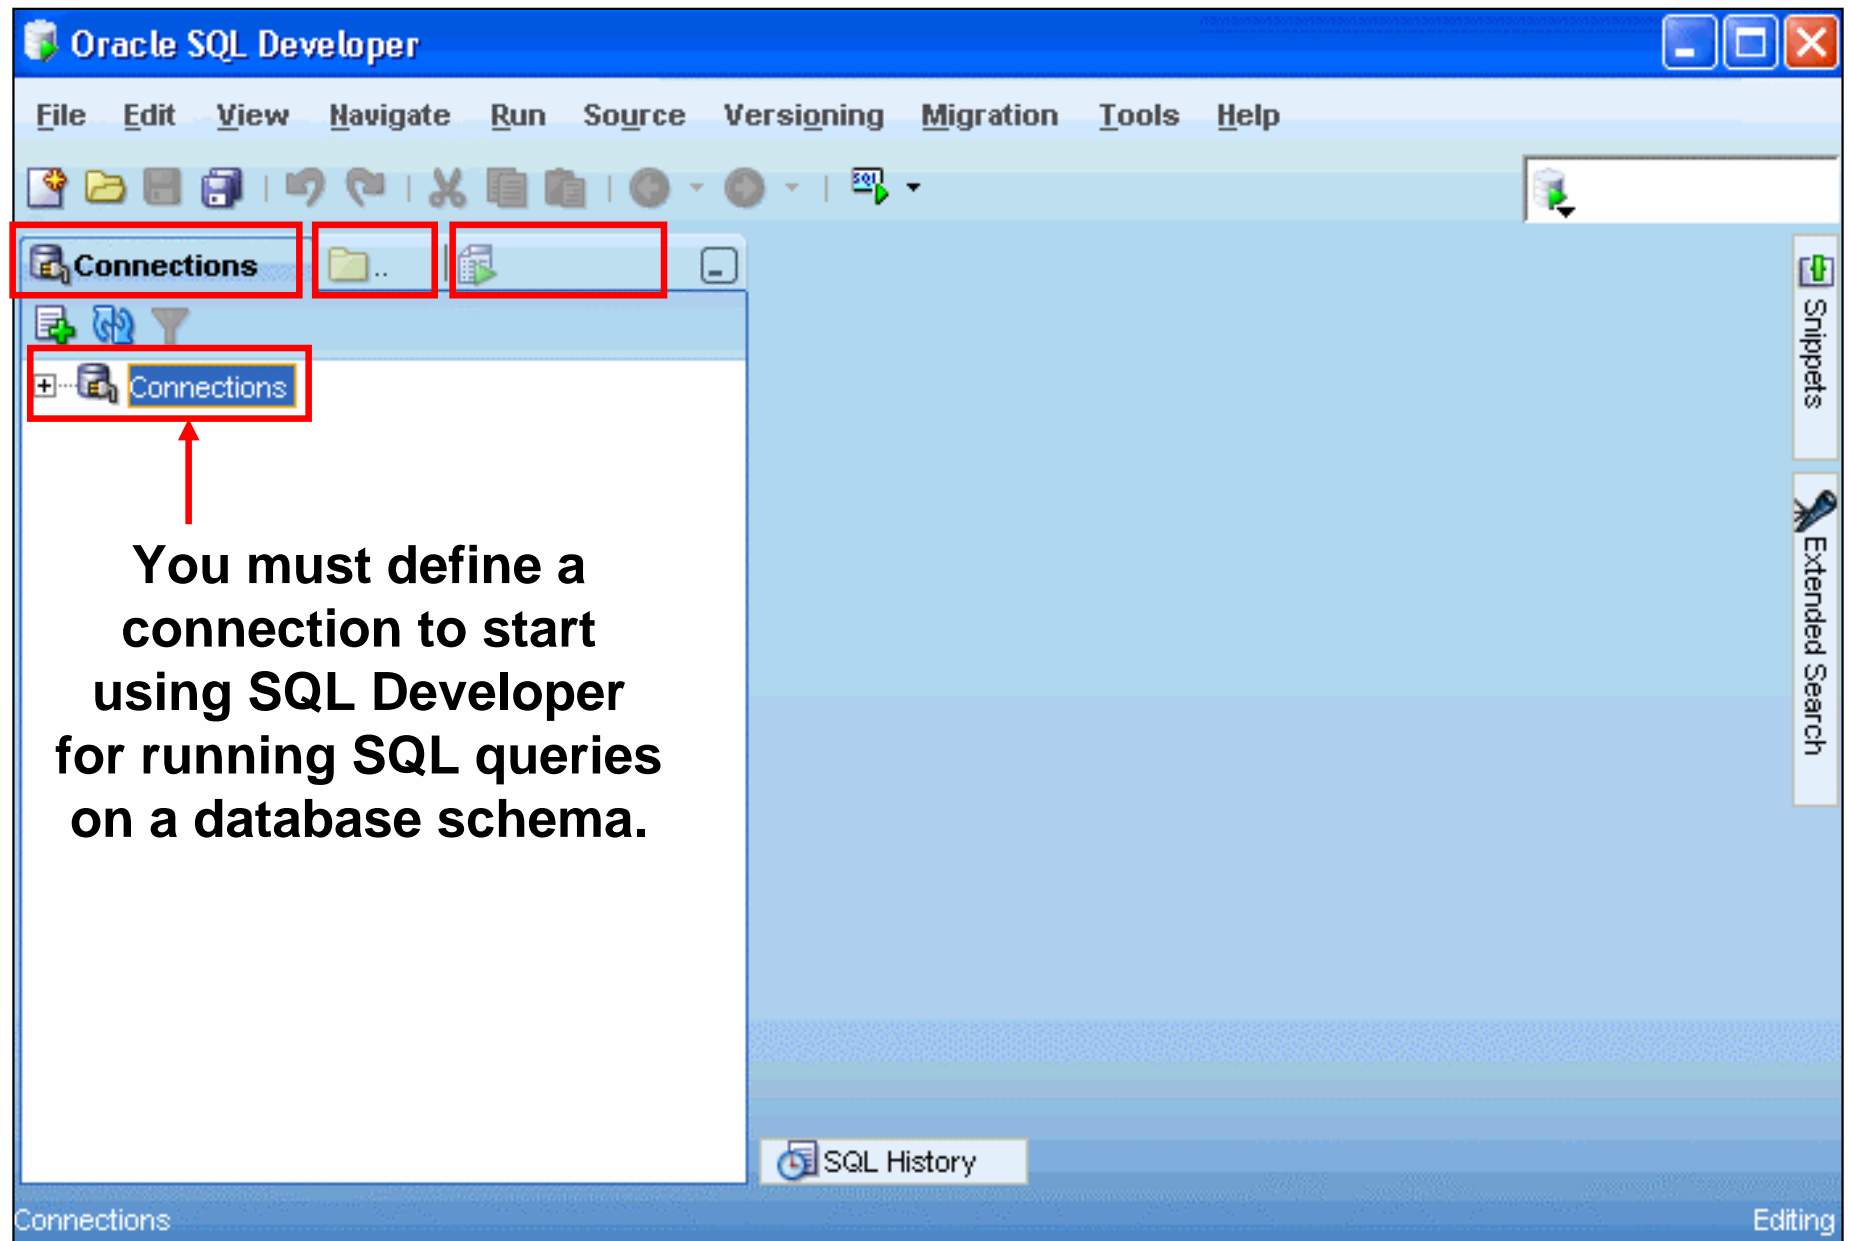 Oracle SQL Developer
File Edit View Navigate Run Source Versioning Migration Tools Help
SQL
Connections ..
Connections
You must define a
connection to start
using SQL Developer
for running SQL queries
on a database schema.
Snippets
Extended Search
SQL History
Connections Editing